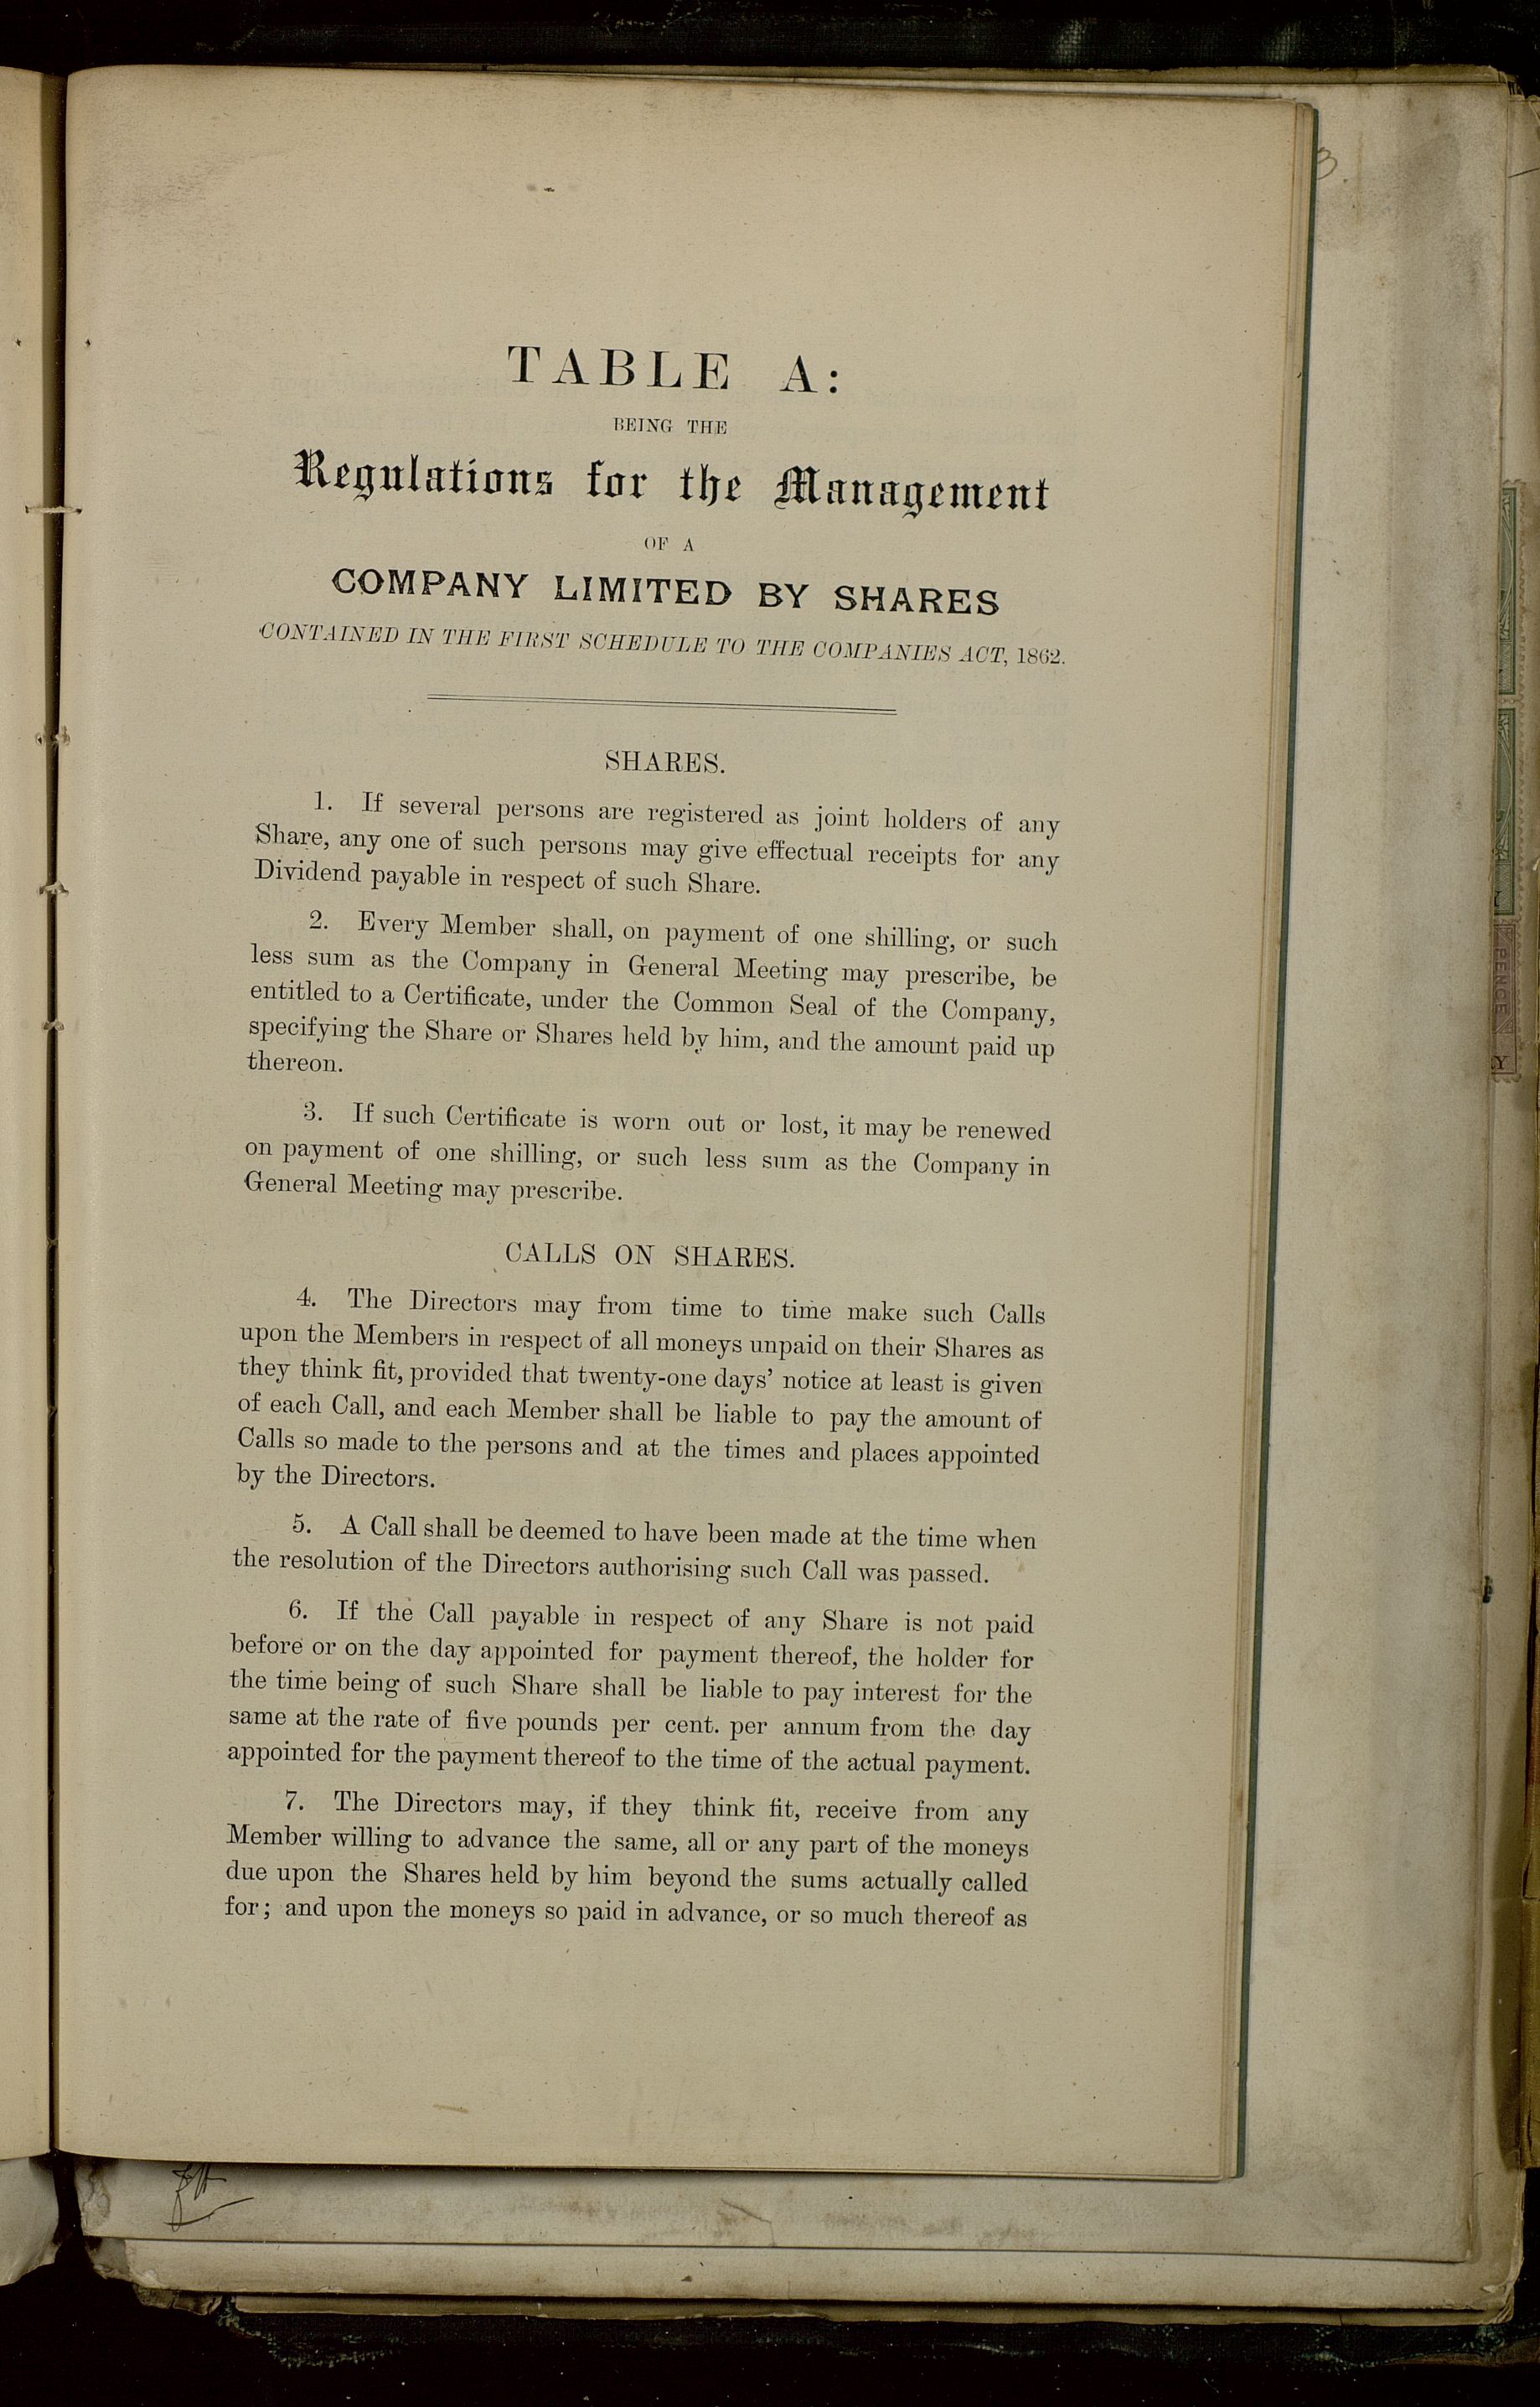 TABLE A:
BEING THE
Regulations for the Management
OF A
COMPANY LIMITED BY SHARES
CONTAINED IN THE FIRST SCHEDULE TO THE COMPANIES ACT, 1862.
SHARES.
1. If several persons are registered as joint holders of any
Share, any one of such persons may give effectual receipts for any
Dividend payable in respect of such Share.
2. Every Member shall, on payment of one shilling, or such
less sum as the Company in General Meeting may prescribe, be
entitled to a Certificate, under the Common Seal of the Company,
specifying the Share or Shares held by him, and the amount paid up
thereon.
3. If such Certificate is worn out or lost, it may be renewed
on payment of one shilling, or such less sum as the Company in
General Meeting may prescribe.
CALLS ON SHARES.
4. The Directors may from time to time make such Calls
upon the Members in respect of all moneys unpaid on their Shares as
they think fit, provided that twenty-one days' notice at least is given
of each Call, and each Member shall be liable to pay the amount of
Calls so made to the persons and at the times and places appointed
by the Directors.
5. A Call shall be deemed to have been made at the time when
the resolution of the Directors authorising such Call was passed.
6. If the Call payable in respect of any Share is not paid
before or on the day appointed for payment thereof, the holder for
the time being of such Share shall be liable to pay interest for the
same at the rate of five pounds per cent. per annum from the day
appointed for the payment thereof to the time of the actual payment.
7. The Directors may, if they think fit, receive from any
Member willing to advance the same, all or any part of the moneys
due upon the Shares held by him beyond the sums actually called
for; and upon the moneys so paid in advance, or so much thereof as
3.
PENCE